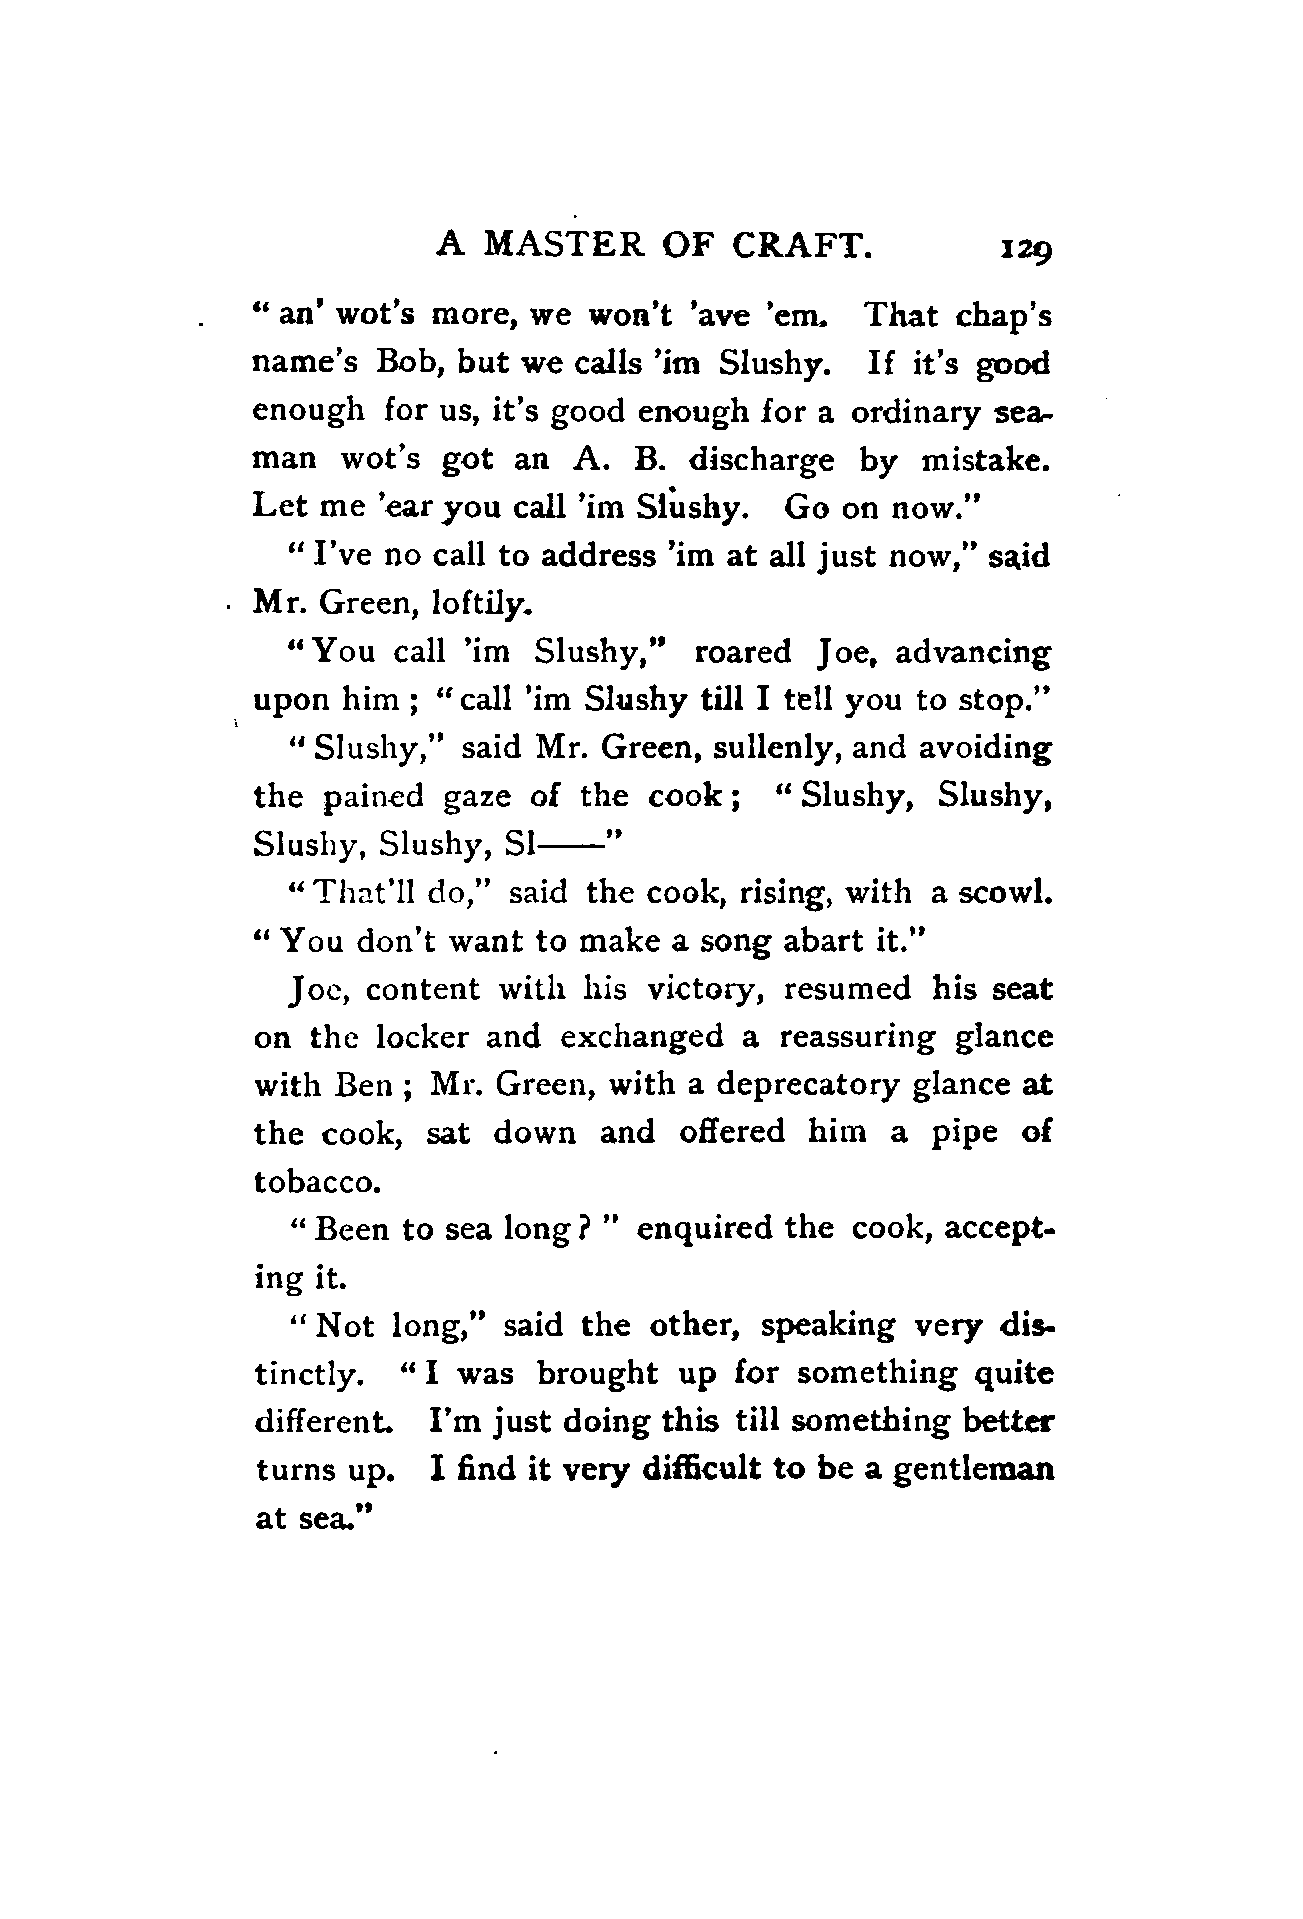 A MASTER OF CRAFT. 129
“ an’ wot’s more, we won’t ’ave ’em. That chap’s
name’s Bob, but we calls ’im Slushy. If it’s good
enough for us, it’s good enough for a ordinary sea-
man wot’s got an A. B. discharge by mistake.
Let me ’ear you call ’im Slushy. Go on now.”
“ I’ve no call to address ’im at all just now,” said
Mr. Green, loftily.
“ You call ’im Slushy,” roared Joe, advancing
upon him ; “ call ’im Slushy till I tell you to stop.”
“ Slushy,” said Mr. Green, sullenly, and avoiding
the pained gaze of the cook ; “ Slushy, Slushy,
Slushy, Slushy, Sl——”
“ That’ll do,” said the cook, rising, with a scowl.
“ You don’t want to make a song abart it.”
Joe, content with his victory, resumed his seat
on the locker and exchanged a reassuring glance
with Ben ; Mr. Green, with a deprecatory glance at
the cook, sat down and offered him a pipe of
tobacco.
“ Been to sea long ? ” enquired the cook, accept-
ing it.
“ Not long,” said the other, speaking very dis-
tinctly. “ I was brought up for something quite
different. I’m just doing this till something better
turns up. I find it very difficult to be a gentleman
at sea.”